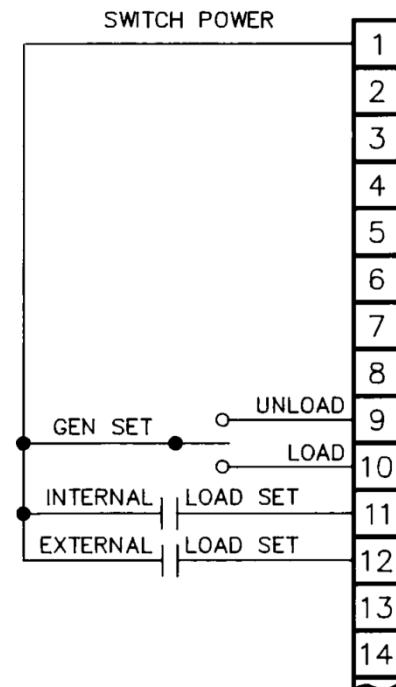 SWITCH POWER
1
2
3
4
5
6
7
8
UNLOAD 9
GEN SET
LOAD 10
INTERNAL LOAD SET 11
EXTERNAL LOAD SET 12
13
14